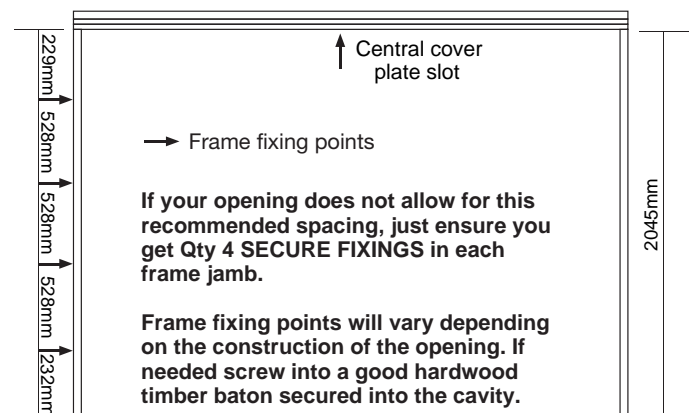 Central cover
plate slot
Frame fixing points
If your opening does not allow for this
recommended spacing, just ensure you
get Qty 4 SECURE FIXINGS in each
frame jamb.
Frame fixing points will vary depending
on the construction of the opening. If
needed screw into a good hardwood
timber baton secured into the cavity.
229mm
528mm
528mm
528mm
232mm
2045mm